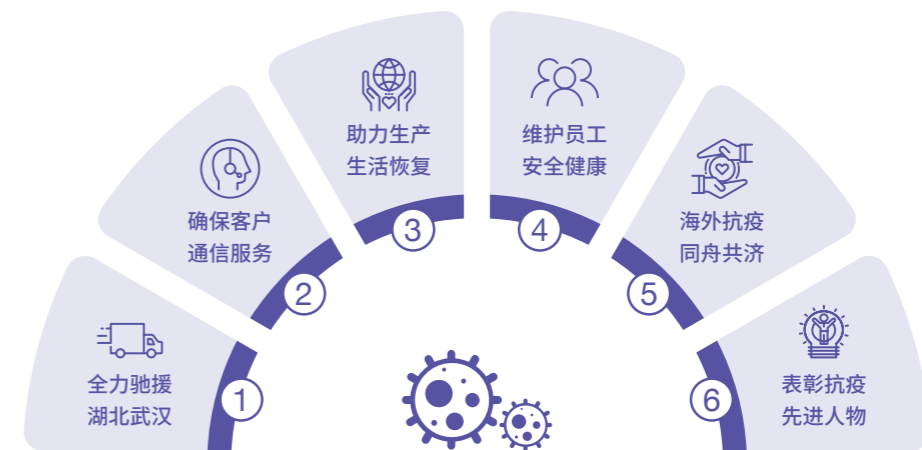 1
全力驰援
湖北武汉
2
确保客户
通信服务
3
助力生产
生活恢复
4
维护员工
安全健康
5
海外抗疫
同舟共济
6
表彰抗疫
先进人物